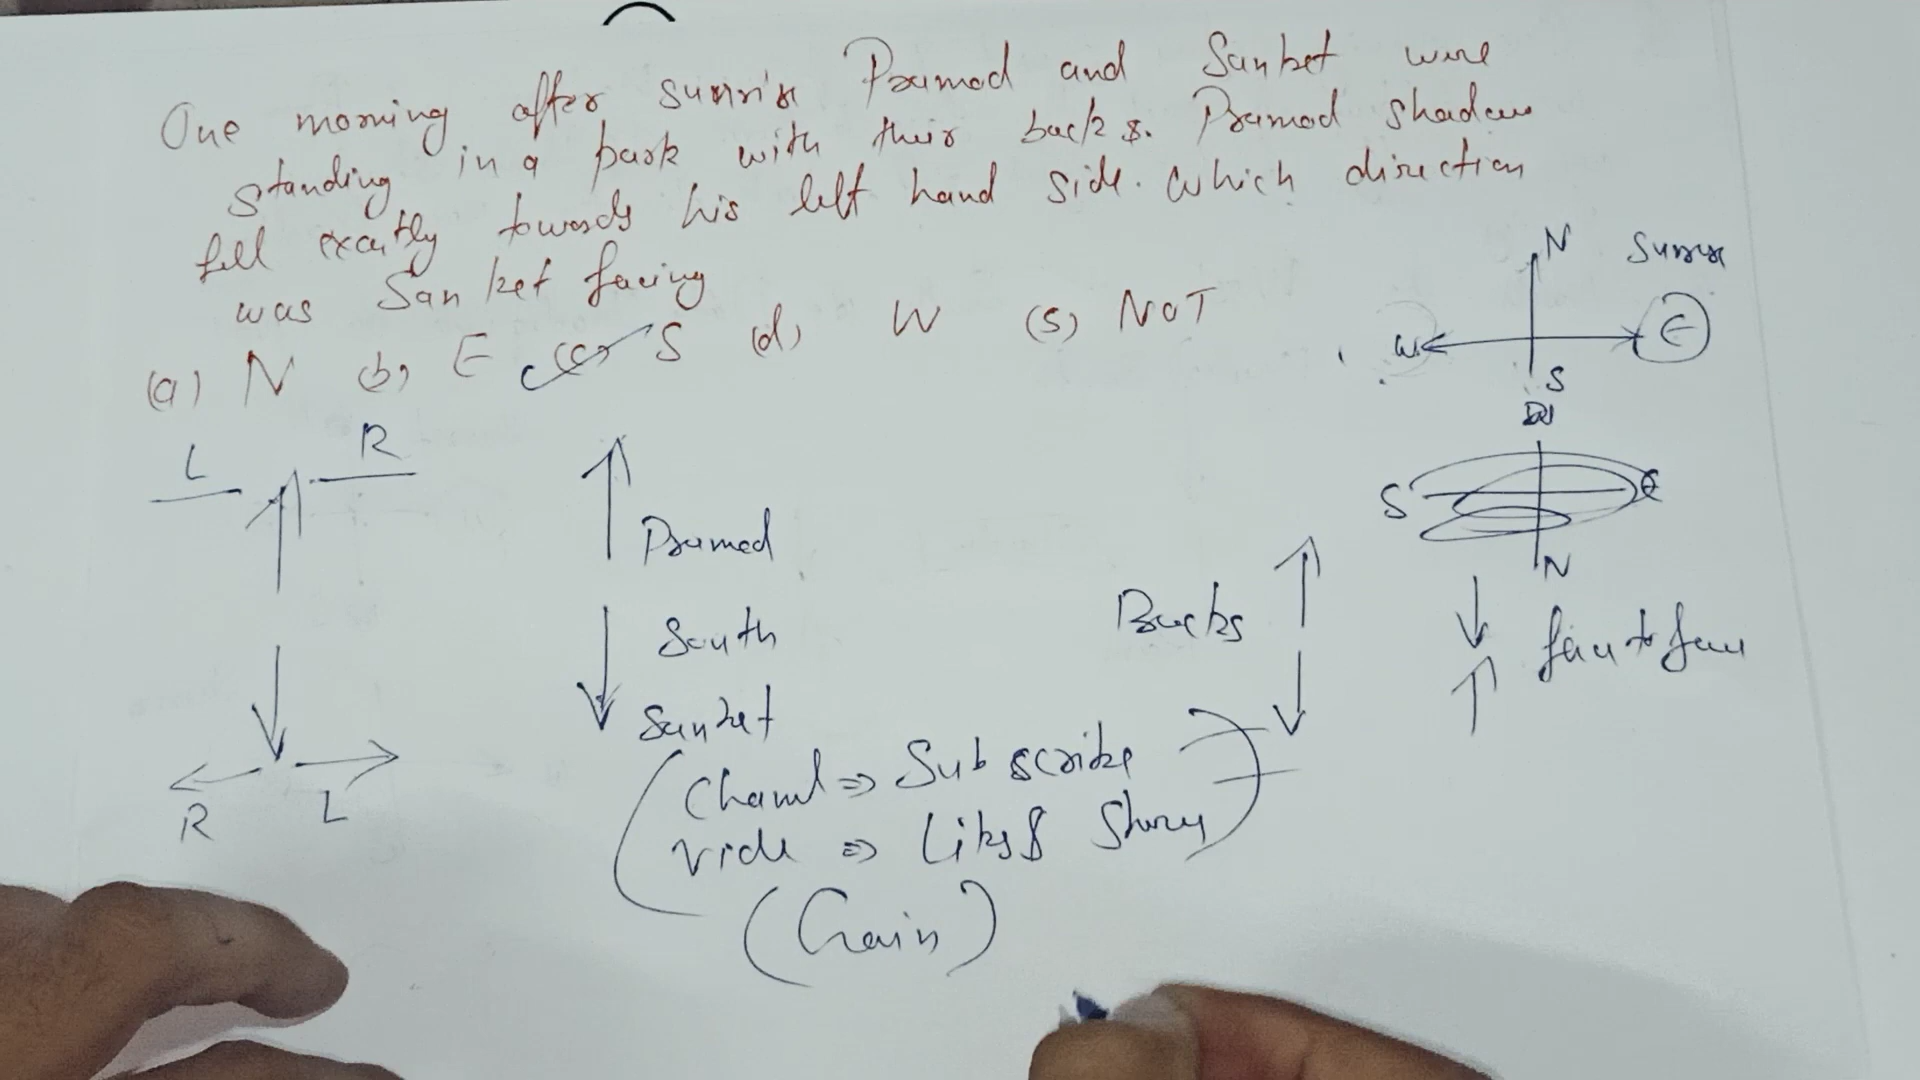 One morning after sunrise Pramod and Sanket were
standing in a park with their backs. Pramod shadow
fell exactly towards his left hand side. Which direction
was Sanket facing
(a) N (b) E (c) S (d) W (5) NOT
N Sunrise
W E
S
L R
S E
N
Pramod
Backs
South
face to face
Sanket
R L
Channel => Subscribe
Vide => Likes & Share
(Chain)